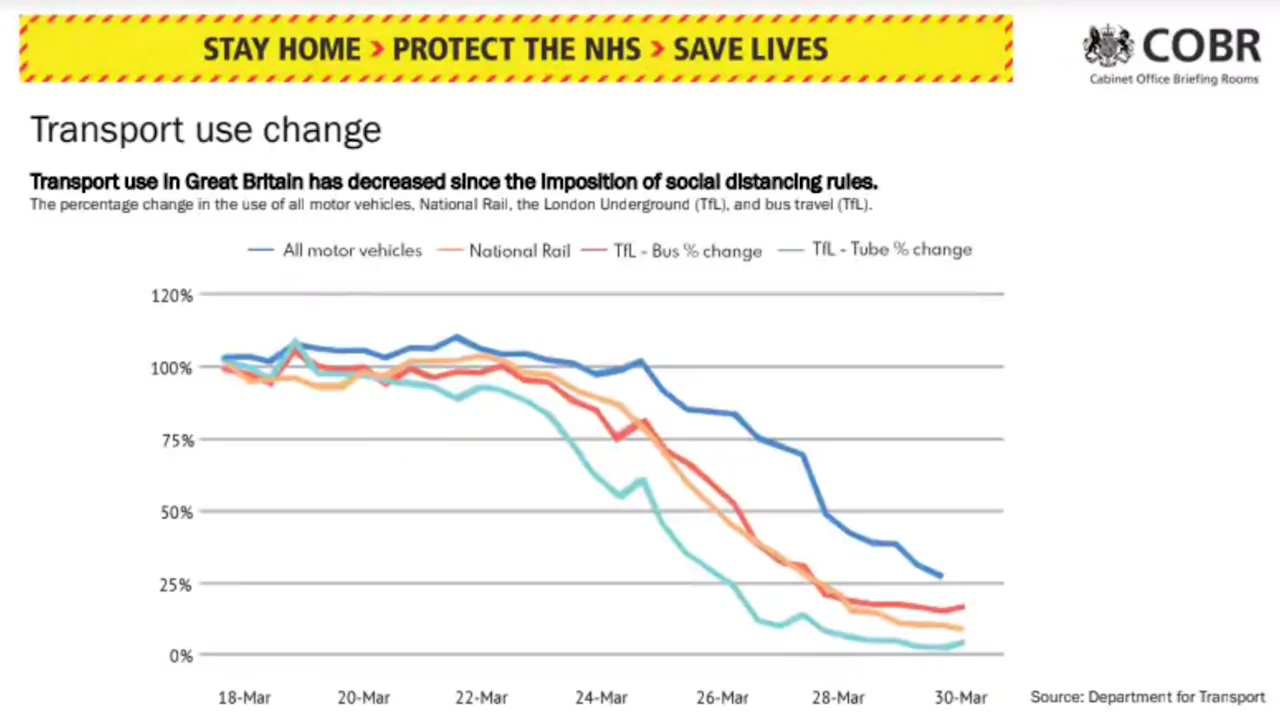 STAY HOME > PROTECT THE NHS > SAVE LIVES
COBR
Cabinet Office Briefing Rooms
Transport use change
Transport use in Great Britain has decreased since the imposition of social distancing rules.
The percentage change in the use of all motor vehicles, National Rail, the London Underground (TfL), and bus travel (TfL).
All motor vehicles National Rail TfL - Bus % change TfL - Tube % change
120%
100%
75%
50%
25%
0%
18-Mar 20-Mar 22-Mar 24-Mar 26-Mar 28-Mar 30-Mar
Source: Department for Transport